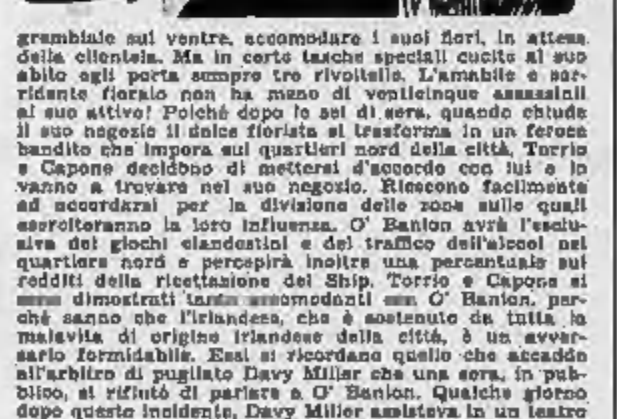 grembiale sul ventre, accomodare i suoi fiori, in attesa
della clientela. Ma in certe tasche speciali cucite al suo
abito egli porta sempre tre rivoltelle. L'amabile e sor-
ridente fioraio non ha meno di venticinque assassinii
al suo attivo! Poichè dopo le sei di sera, quando chiude
il suo negozio il dolce fiorista si trasforma in un feroce
bandito che impera sui quartieri nord della città, Torrio
e Capone decidono di mettersi d'accordo con lui e lo
vanno a trovare nel suo negozio. Riescono facilmente
ad accordarsi per la divisione delle zone sulle quali
eserciteranno la loro influenza. O' Banion avrà l'esclu-
siva dei giochi clandestini e del traffico dell'alcool nel
quartiere nord e percepirà inoltre una percentuale sui
redditi della ricettazione del Ship. Torrio e Capone si
sono dimostrati tanto accomodanti con O' Banion, per-
chè sanno che l'irlandese, che è sostenuto da tutta la
malavita di origine irlandese della città, è un avver-
sario formidabile. Essi si ricordano quello che accadde
all'arbitro di pugilato Davy Miller che una sera, in pub-
blico, si rifiutò di parlare a O' Banion. Qualche giorno
dopo questo incidente, Davy Miller assisteva in un teatro